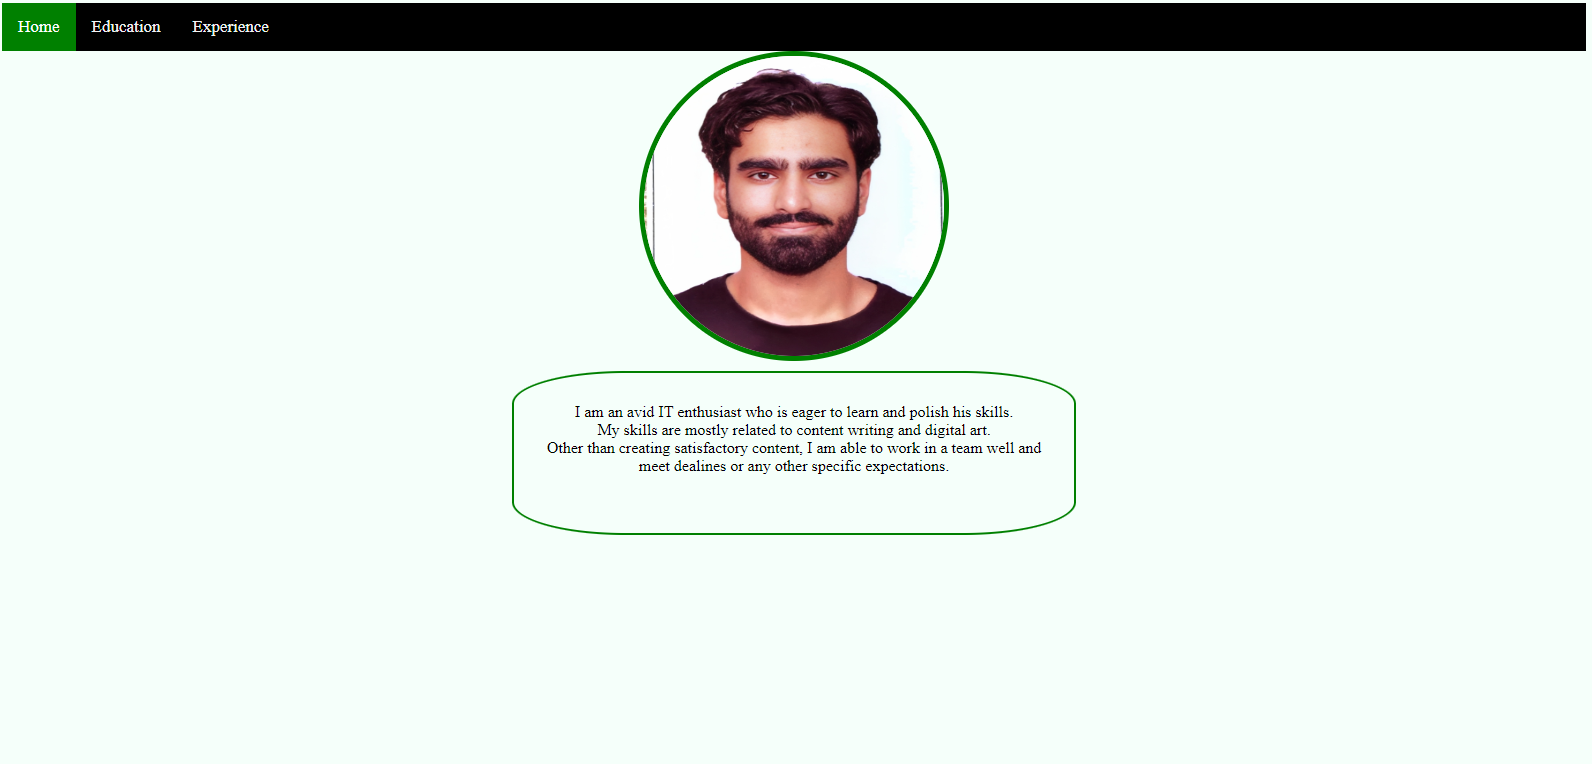 Home Education Experience
I am an avid IT enthusiast who is eager to learn and polish his skills.
My skills are mostly related to content writing and digital art.
Other than creating satisfactory content, I am able to work in a team well and
meet dealines or any other specific expectations.